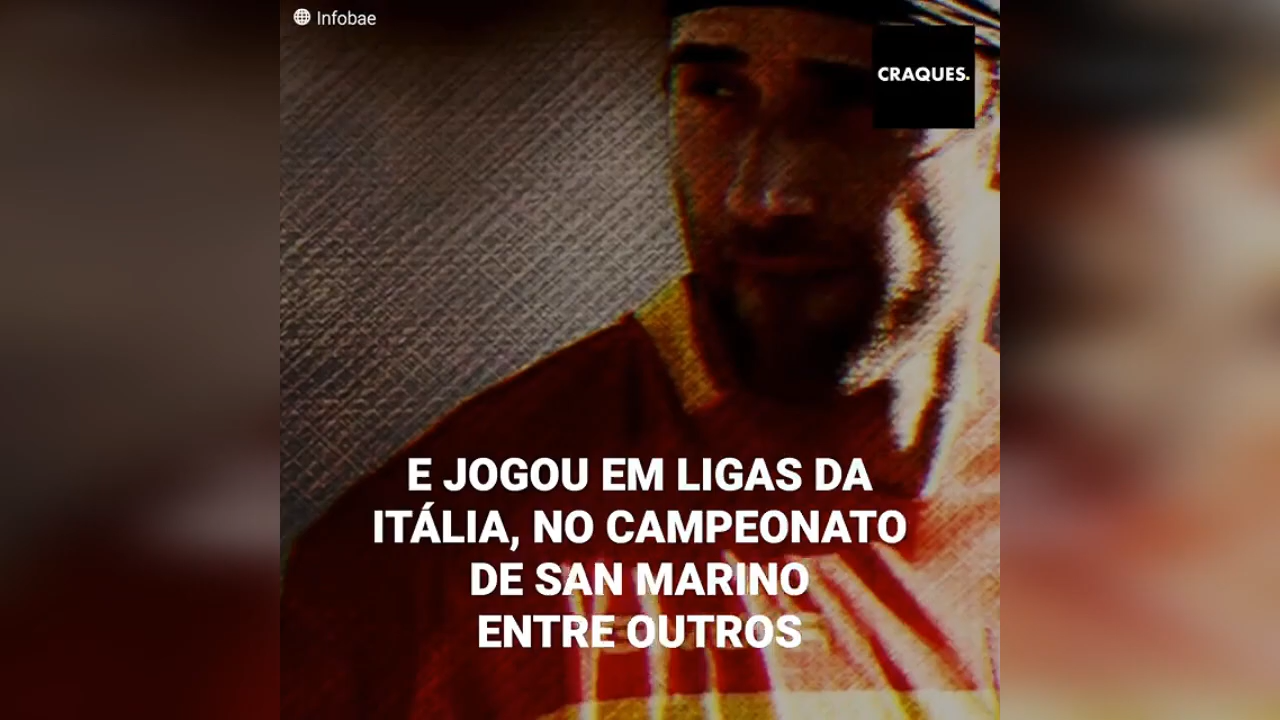 Infobae
CRAQUES.
E JOGOU EM LIGAS DA
ITÁLIA, NO CAMPEONATO
DE SAN MARINO
ENTRE OUTROS